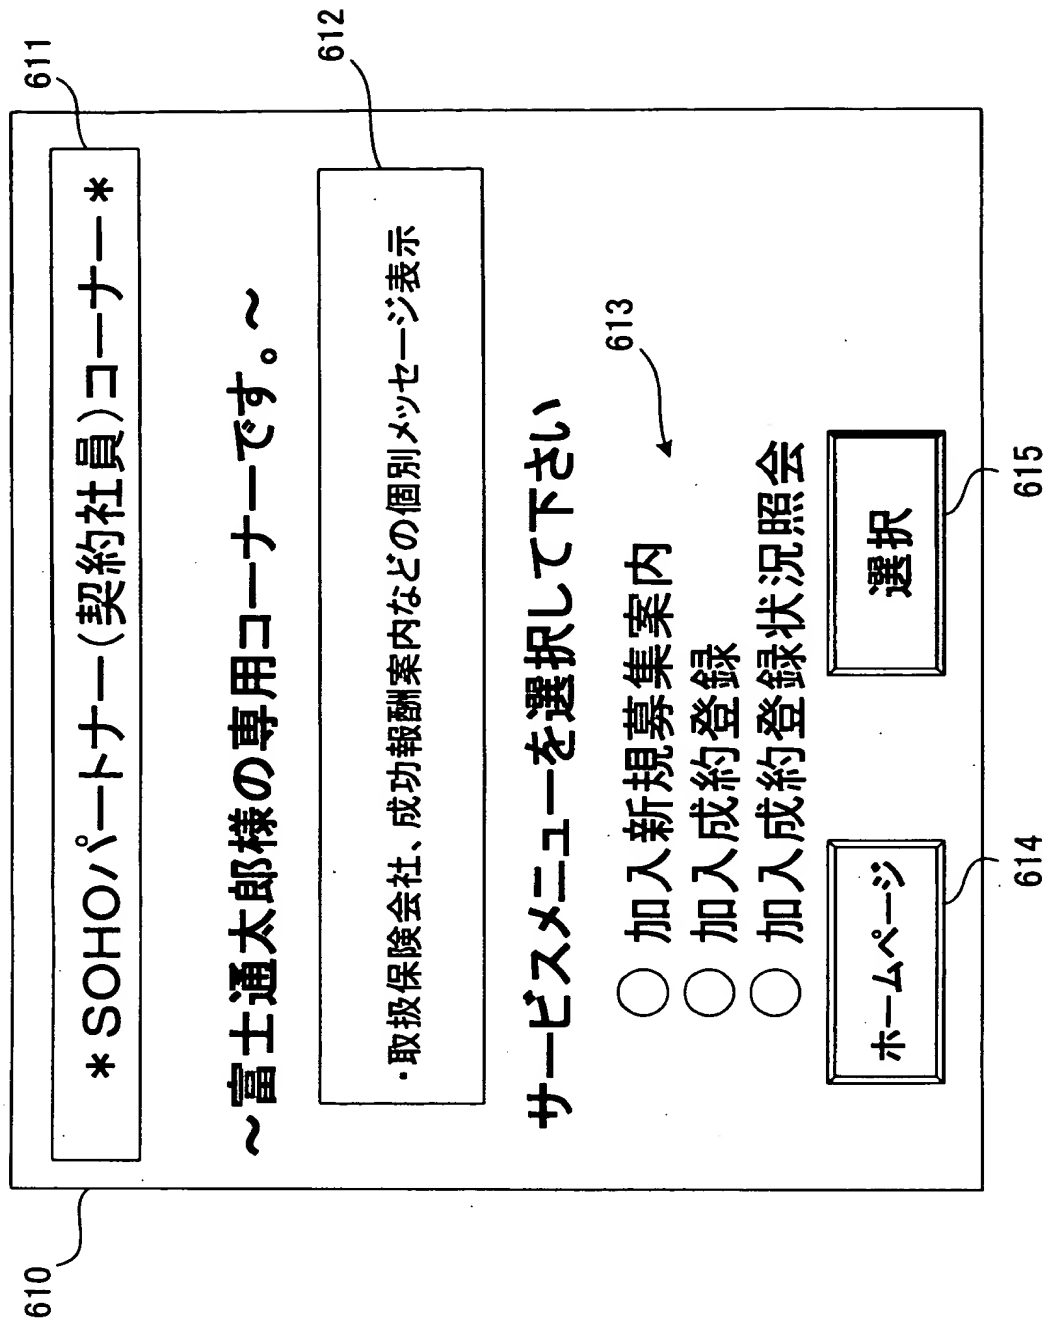 610
611
＊SOHOパートナー(契約社員)コーナー＊
～富士通太郎様の専用コーナーです。～
612
・取扱保険会社、成功報酬案内などの個別メッセージ表示
サービスメニューを選択して下さい
613
○ 加入新規募集案内
○ 加入成約登録
○ 加入成約登録状況照会
ホームページ
選択
614
615